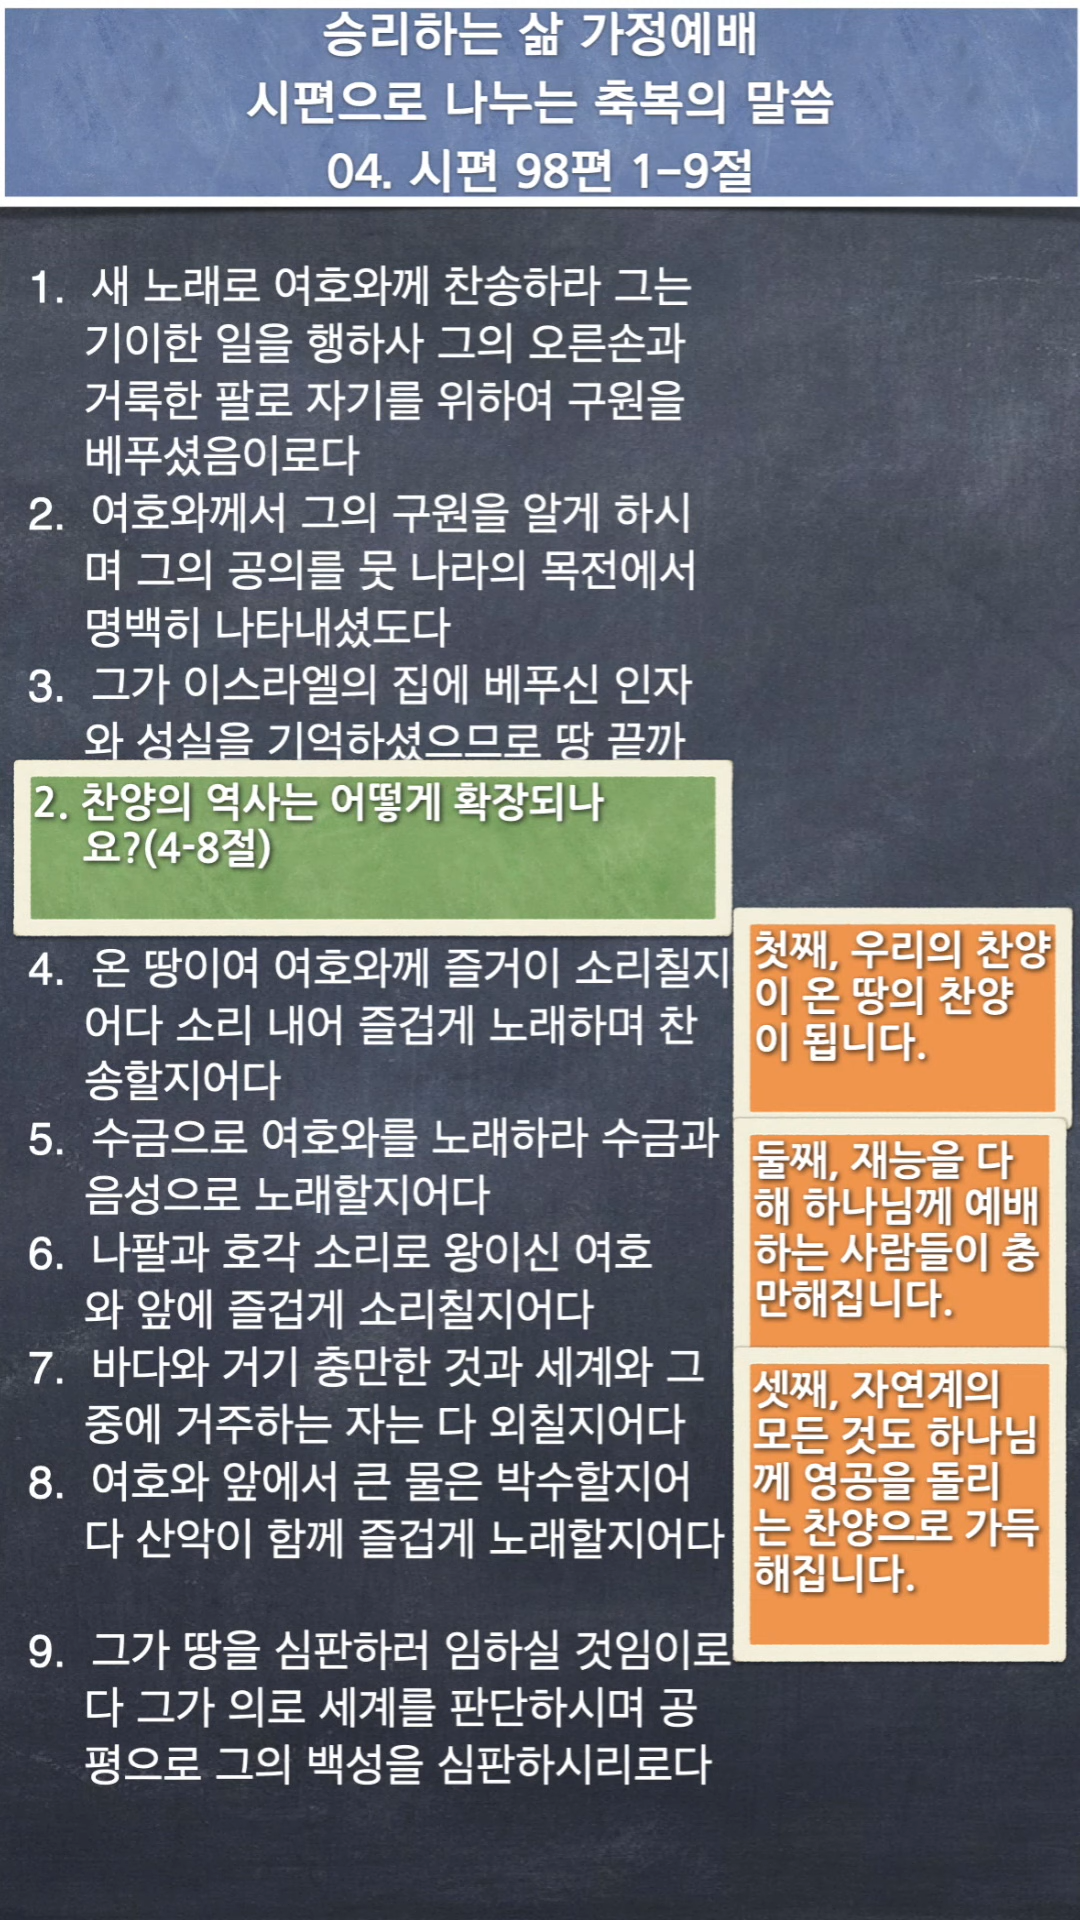 승리하는 삶 가정예배
시편으로 나누는 축복의 말씀
04. 시편 98편 1-9절
1. 새 노래로 여호와께 찬송하라 그는
기이한 일을 행하사 그의 오른손과
거룩한 팔로 자기를 위하여 구원을
베푸셨음이로다
2. 여호와께서 그의 구원을 알게 하시
며 그의 공의를 뭇 나라의 목전에서
명백히 나타내셨도다
3. 그가 이스라엘의 집에 베푸신 인자
와 성실을 기억하셨으므로 땅 끝까
2. 찬양의 역사는 어떻게 확장되나
요?(4-8절)
4. 온 땅이여 여호와께 즐거이 소리칠지
어다 소리 내어 즐겁게 노래하며 찬
송할지어다
5. 수금으로 여호와를 노래하라 수금과
음성으로 노래할지어다
6. 나팔과 호각 소리로 왕이신 여호
와 앞에 즐겁게 소리칠지어다
7. 바다와 거기 충만한 것과 세계와 그
중에 거주하는 자는 다 외칠지어다
8. 여호와 앞에서 큰 물은 박수할지어
다 산악이 함께 즐겁게 노래할지어다
9. 그가 땅을 심판하러 임하실 것임이로
다 그가 의로 세계를 판단하시며 공
평으로 그의 백성을 심판하시리로다
첫째, 우리의 찬양
이 온 땅의 찬양
이 됩니다.
둘째, 재능을 다
해 하나님께 예배
하는 사람들이 충
만해집니다.
셋째, 자연계의
모든 것도 하나님
께 영공을 돌리
는 찬양으로 가득
해집니다.